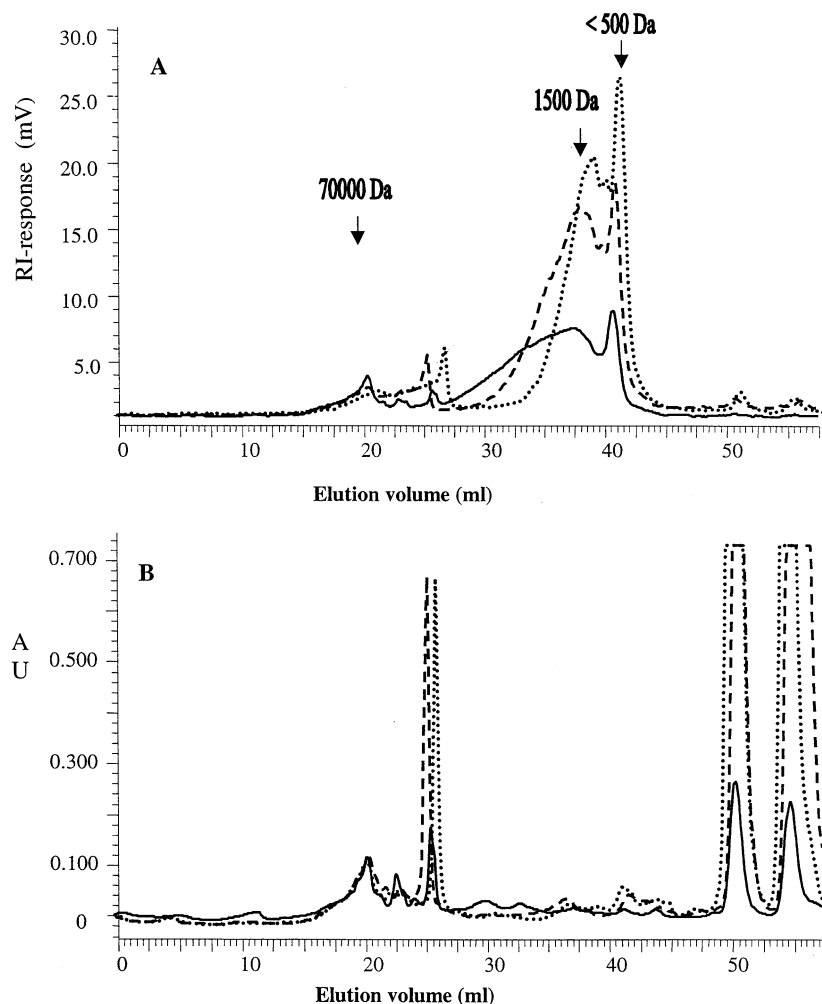 < 500 Da
30.0
A
25.0
1500 Da
20.0
70000 Da
15.0
RI-response (mV)
10.0
5.0
0 10 20 30 40 50
Elution volume (ml)
B
0.700
A
U
0.500
0.300
0.100
0
0 10 20 30 40 50
Elution volume (ml)